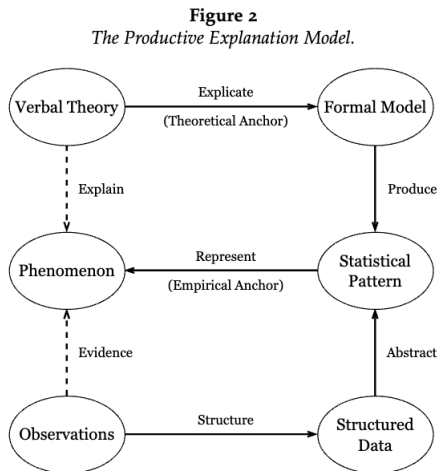 Figure 2
The Productive Explanation Model.
Verbal Theory
Explicate
(Theoretical Anchor)
Formal Model
Explain
Produce
Phenomenon
Represent
(Empirical Anchor)
Statistical
Pattern
Evidence
Abstract
Observations
Structure
Structured
Data